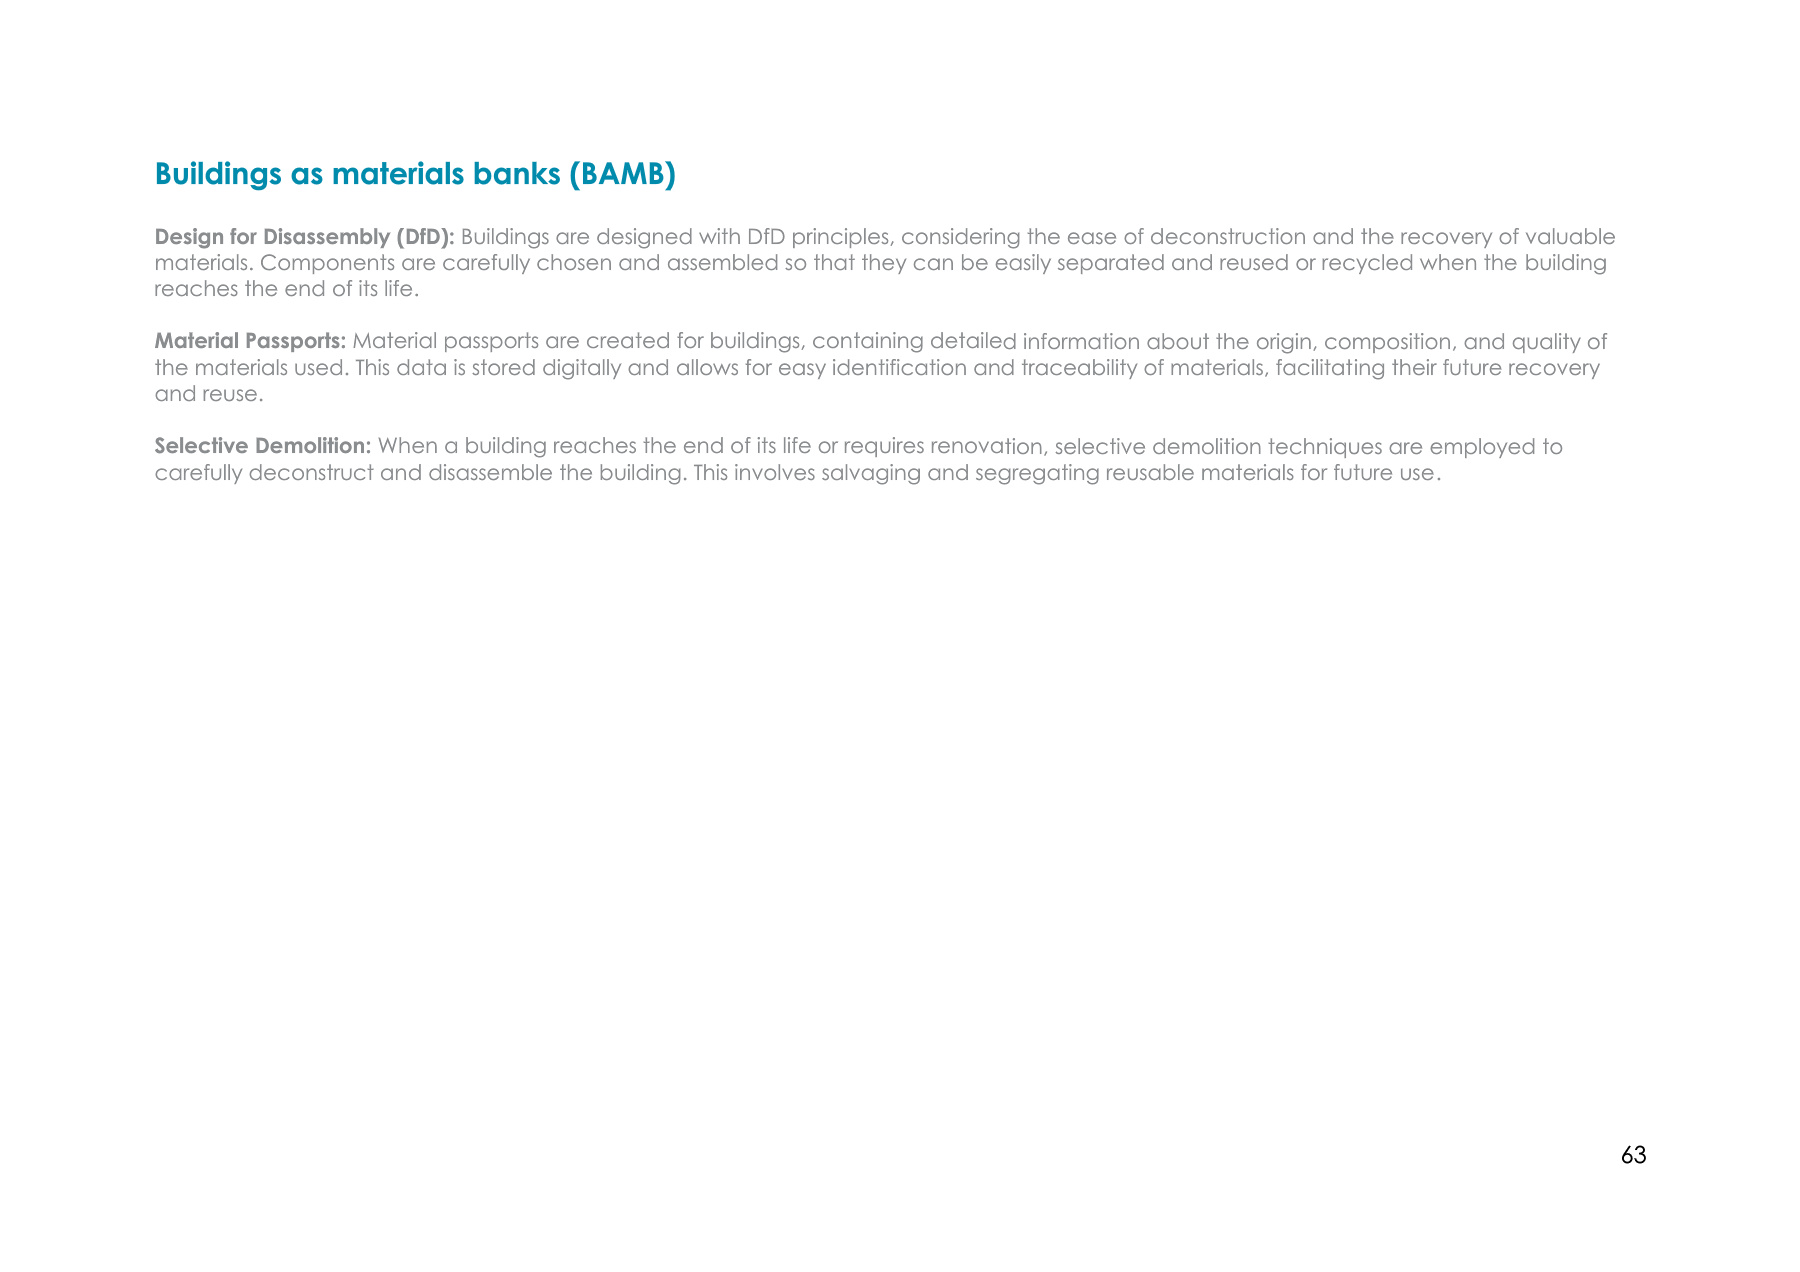 Buildings as materials banks (BAMB)
Design for Disassembly (DfD): Buildings are designed with DfD principles, considering the ease of deconstruction and the recovery of valuable
materials. Components are carefully chosen and assembled so that they can be easily separated and reused or recycled when the building
reaches the end of its life.
Material Passports: Material passports are created for buildings, containing detailed information about the origin, composition, and quality of
the materials used. This data is stored digitally and allows for easy identification and traceability of materials, facilitating their future recovery
and reuse.
Selective Demolition: When a building reaches the end of its life or requires renovation, selective demolition techniques are employed to
carefully deconstruct and disassemble the building. This involves salvaging and segregating reusable materials for future use.
63